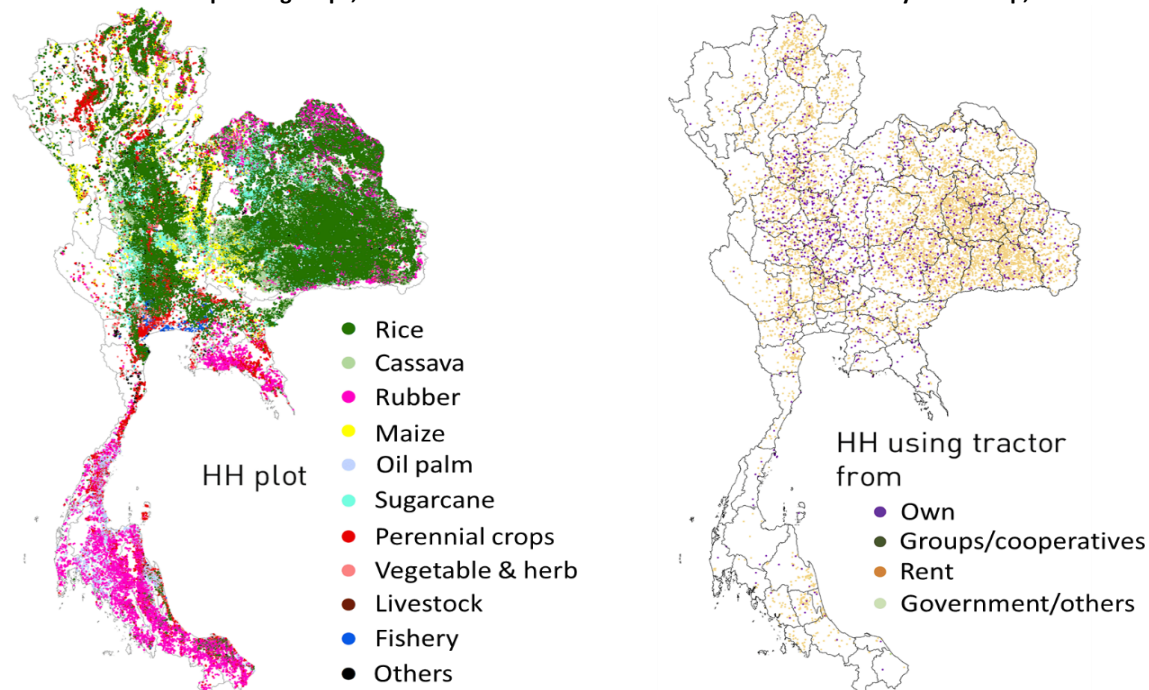 HH plot
Rice
Cassava
Rubber
Maize
Oil palm
Sugarcane
Perennial crops
Vegetable & herb
Livestock
Fishery
Others
HH using tractor
from
Own
Groups/cooperatives
Rent
Government/others